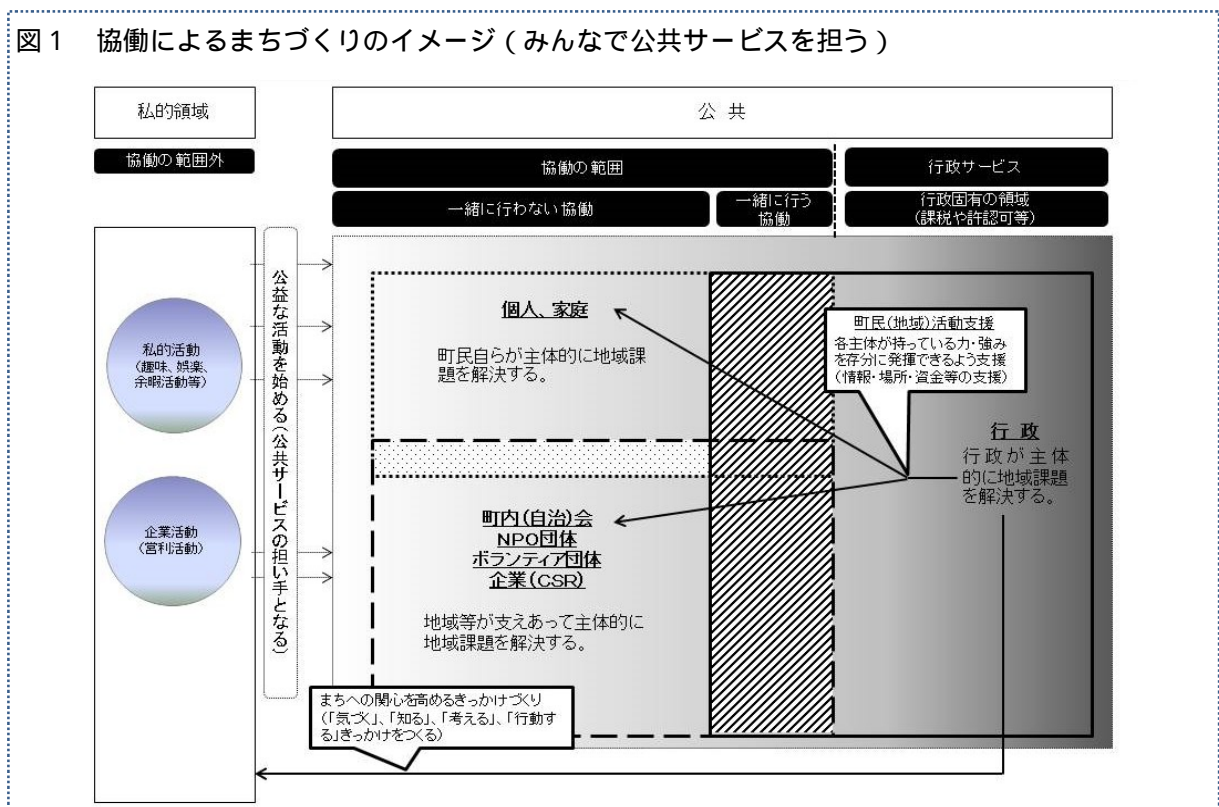 図1 協働によるまちづくりのイメージ(みんなで公共サービスを担う)
私的領域
公 共
協働の範囲外
協働の範囲
行政サービス
一緒に行わない協働
一緒に行う
協働
行政固有の領域
(課税や許認可等)
公益な活動を始める(公共サービスの担い手となる)
私的活動
(趣味、娯楽、
余暇活動等)
企業活動
(営利活動)
個人、家庭
町民自らが主体的に地域課
題を解決する。
町民(地域)活動支援
各主体が持っている力・強み
を存分に発揮できるよう支援
(情報・場所・資金等の支援)
行 政
行政が主体
的に地域課題
を解決する。
町内(自治)会
NPO団体
ボランティア団体
企業(CSR)
地域等が支えあって主体的に
地域課題を解決する。
まちへの関心を高めるきっかけづくり
(「気づく」、「知る」、「考える」、「行動す
る」きっかけをつくる)